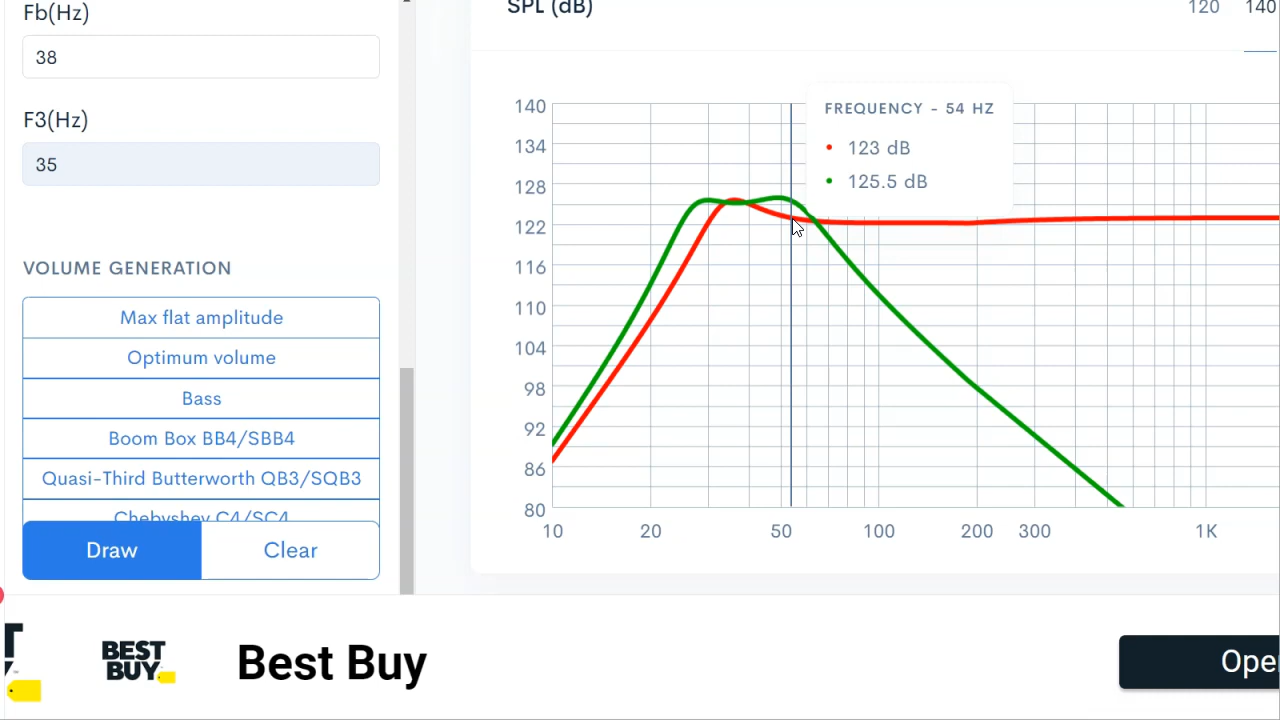 Fb(Hz)
38
F3(Hz)
35
VOLUME GENERATION
Max flat amplitude
Optimum volume
Bass
Boom Box BB4/SBB4
Quasi-Third Butterworth QB3/SQB3
Chebyshev C4/SC4
Draw
Clear
SPL (dB)
120
140
FREQUENCY - 54 HZ
123 dB
125.5 dB
140
134
128
122
116
110
104
98
92
86
80
10
20
50
100
200
300
1K
BEST
BUY
Best Buy